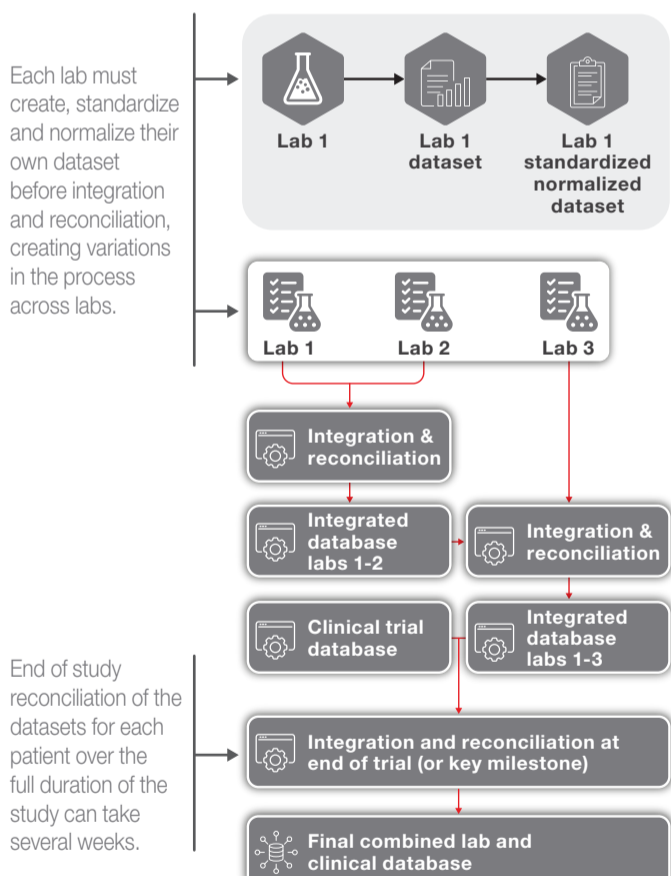 Each lab must
create, standardize
and normalize their
own dataset
before integration
and reconciliation,
creating variations
in the process
across labs.
Lab 1
Lab 1
dataset
Lab 1
standardized
normalized
dataset
Lab 1
Lab 2
Lab 3
Integration &
reconciliation
Integrated
database
labs 1-2
Integration &
reconciliation
Clinical trial
database
Integrated
database
labs 1-3
End of study
reconciliation of the
datasets for each
patient over the
full duration of the
study can take
several weeks.
Integration and reconciliation at
end of trial (or key milestone)
Final combined lab and
clinical database